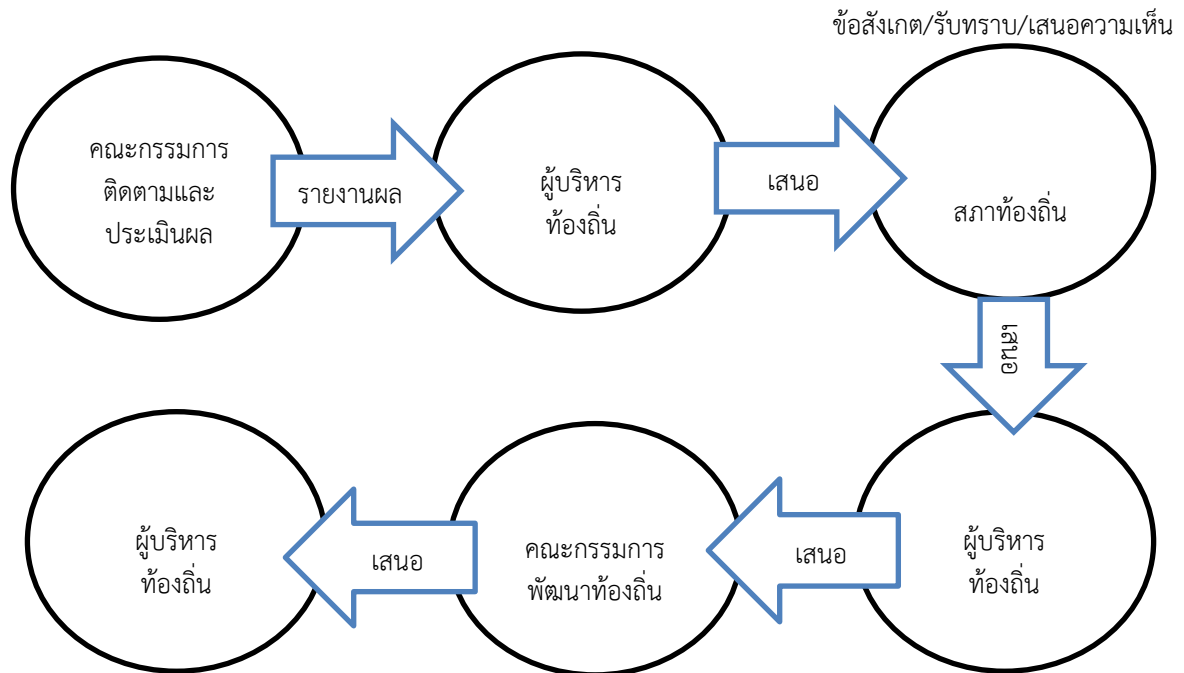 ข้อสังเกต/รับทราบ/เสนอความเห็น
คณะกรรมการ
ติดตามและ
ประเมินผล
รายงานผล
ผู้บริหาร
ท้องถิ่น
เสนอ
สภาท้องถิ่น
เสนอ
ผู้บริหาร
ท้องถิ่น
เสนอ
คณะกรรมการ
พัฒนาท้องถิ่น
เสนอ
ผู้บริหาร
ท้องถิ่น